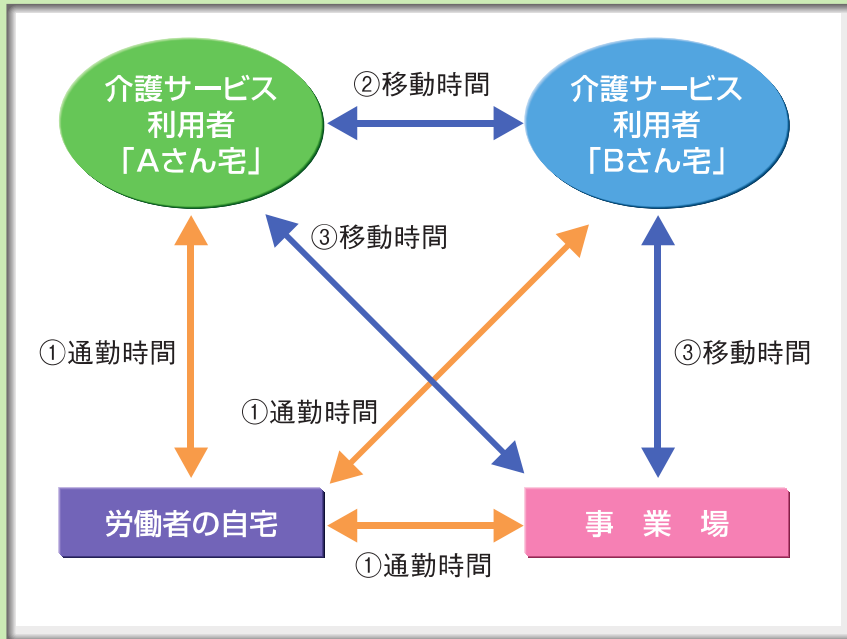 介護サービス
利用者
「Aさん宅」
②移動時間
介護サービス
利用者
「Bさん宅」
③移動時間
①通勤時間
③移動時間
①通勤時間
労働者の自宅
事 業 場
①通勤時間